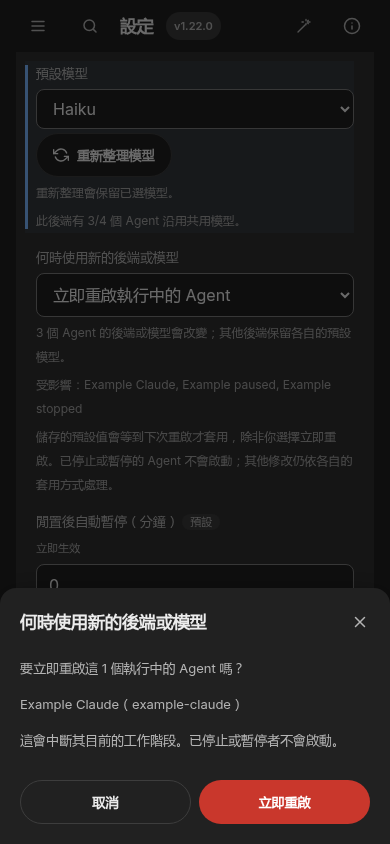 設定
v1.22.0
預設模型
Haiku
重新整理模型
重新整理會保留已選模型。
此後端有 3/4 個 Agent 沿用共用模型。
何時使用新的後端或模型
立即重啟執行中的 Agent
3 個 Agent 的後端或模型會改變；其他後端保留各自的預設
模型。
受影響：Example Claude, Example paused, Example
stopped
儲存的預設值會等到下次重啟才套用，除非你選擇立即重
啟。已停止或暫停的 Agent 不會啟動；其他修改仍依各自的
套用方式處理。
閒置後自動暫停（分鐘） 預設
立即生效
0
何時使用新的後端或模型
要立即重啟這 1 個執行中的 Agent 嗎？
Example Claude（example-claude）
這會中斷其目前的工作階段。已停止或暫停者不會啟動。
取消
立即重啟